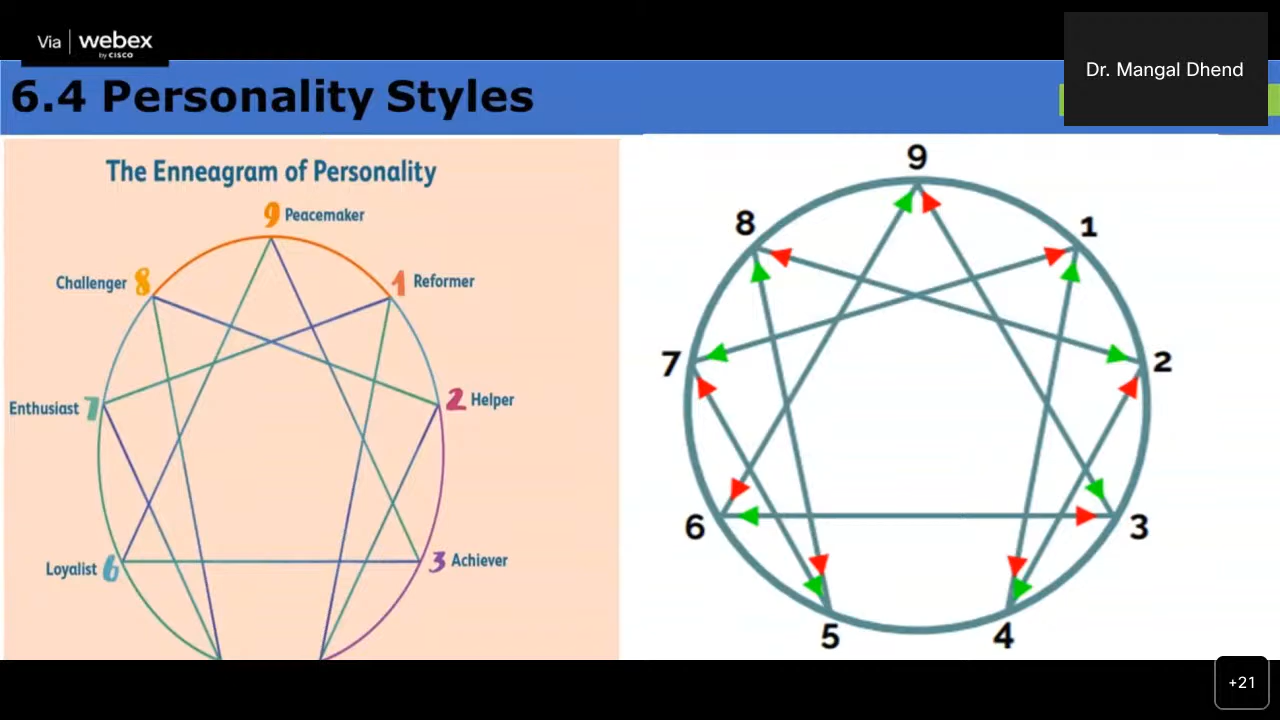 Via webex
by CISCO
Dr. Mangal Dhend
6.4 Personality Styles
The Enneagram of Personality
9 Peacemaker
Challenger 8
1 Reformer
Enthusiast 7
2 Helper
Loyalist 6
3 Achiever
9
8
1
7
2
6
3
5
4
+21